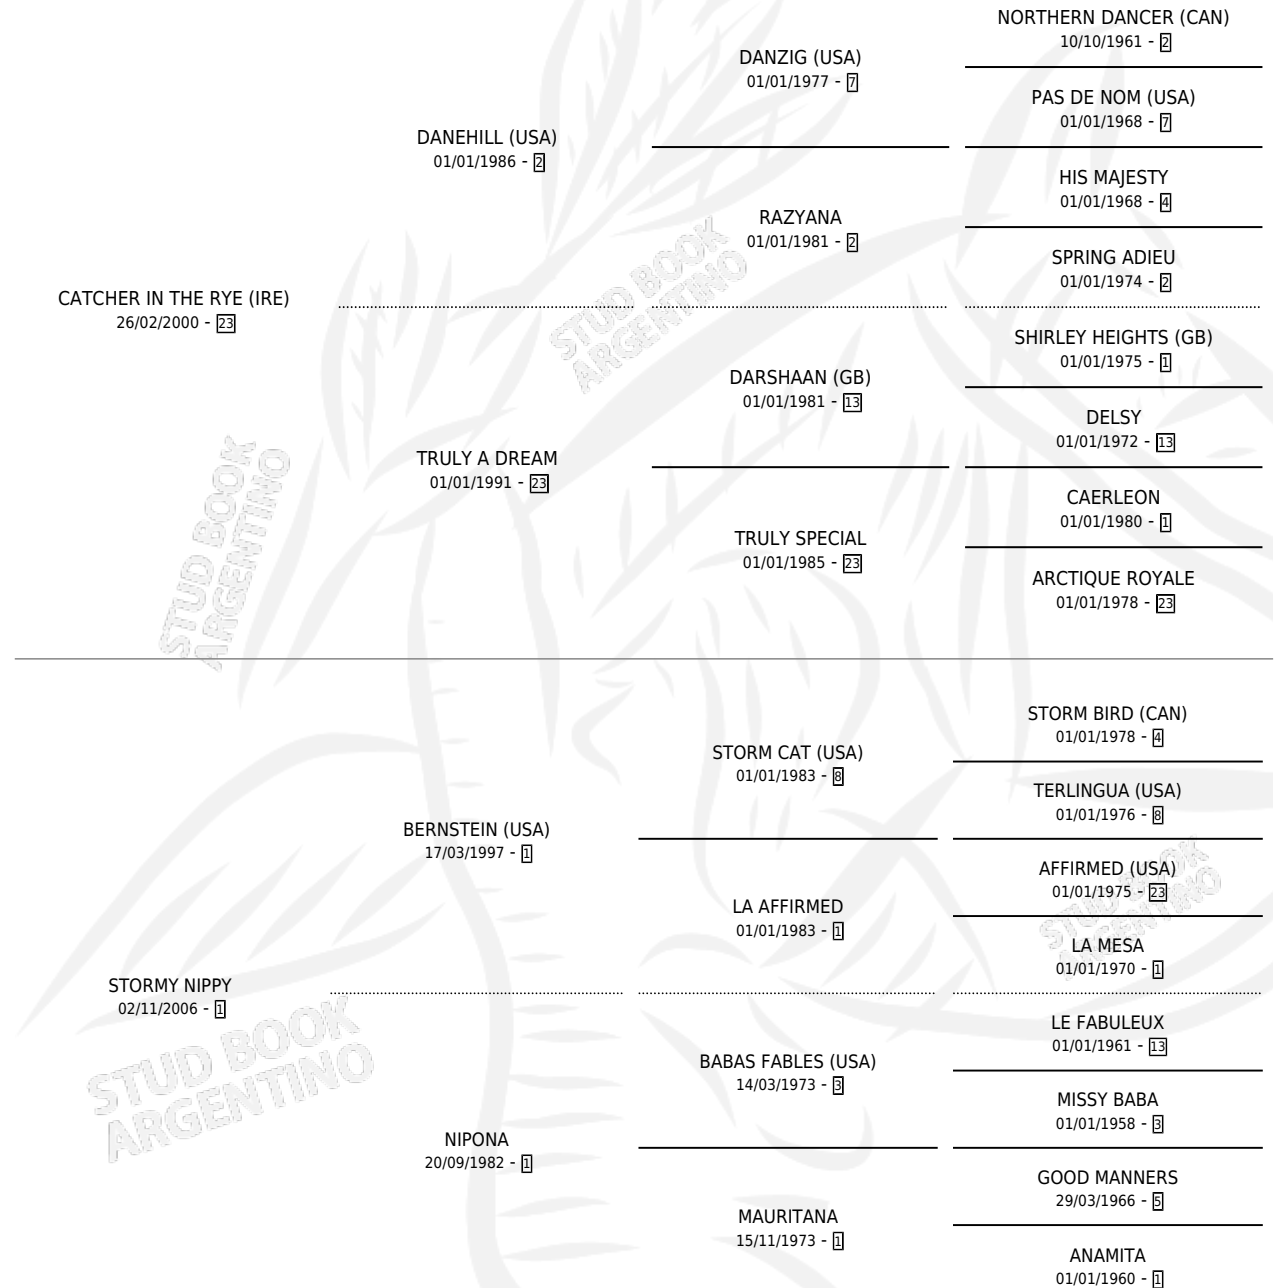 NORTHERN DANCER (CAN)
10/10/1961 - 2
DANZIG (USA)
01/01/1977 - 7
PAS DE NOM (USA)
01/01/1968 - 7
DANEHILL (USA)
01/01/1986 - 2
HIS MAJESTY
01/01/1968 - 4
RAZYANA
01/01/1981 - 2
SPRING ADIEU
01/01/1974 - 2
CATCHER IN THE RYE (IRE)
26/02/2000 - 23
SHIRLEY HEIGHTS (GB)
01/01/1975 - 1
DARSHAAN (GB)
01/01/1981 - 13
DELSY
01/01/1972 - 13
TRULY A DREAM
01/01/1991 - 23
CAERLEON
01/01/1980 - 1
TRULY SPECIAL
01/01/1985 - 23
ARCTIQUE ROYALE
01/01/1978 - 23
STORM BIRD (CAN)
01/01/1978 - 4
STORM CAT (USA)
01/01/1983 - 8
TERLINGUA (USA)
01/01/1976 - 8
BERNSTEIN (USA)
17/03/1997 - 1
AFFIRMED (USA)
01/01/1975 - 23
LA AFFIRMED
01/01/1983 - 1
LA MESA
01/01/1970 - 1
STORMY NIPPY
02/11/2006 - 1
LE FABULEUX
01/01/1961 - 13
BABAS FABLES (USA)
14/03/1973 - 3
MISSY BABA
01/01/1958 - 3
NIPONA
20/09/1982 - 1
GOOD MANNERS
29/03/1966 - 5
MAURITANA
15/11/1973 - 1
ANAMITA
01/01/1960 - 1
STUD BOOK
ARGENTINO
STUD BOOK
ARGENTINO
STUD BOOK
ARGENTINO
STUD BOOK
ARGENTINO